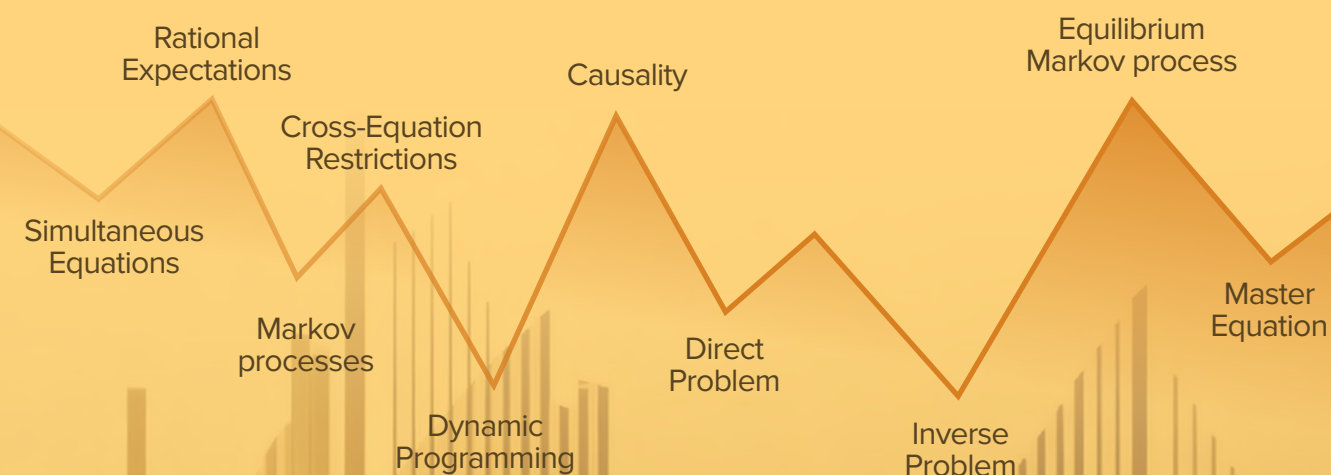 Rational
Expectations
Simultaneous
Equations
Cross-Equation
Restrictions
Markov
processes
Dynamic
Programming
Causality
Direct
Problem
Inverse
Problem
Equilibrium
Markov process
Master
Equation